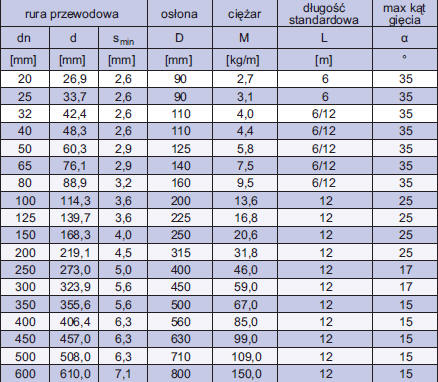 rura przewodowa osłona ciężar długość standardowa max kąt gięcia
dn d smin D M L α
[mm] [mm] [mm] [mm] [kg/m] [m] °
20 26,9 2,6 90 2,7 6 35
25 33,7 2,6 90 3,1 6 35
32 42,4 2,6 110 4,0 6/12 35
40 48,3 2,6 110 4,4 6/12 35
50 60,3 2,9 125 5,8 6/12 35
65 76,1 2,9 140 7,5 6/12 35
80 88,9 3,2 160 9,5 6/12 35
100 114,3 3,6 200 13,6 12 25
125 139,7 3,6 225 16,8 12 25
150 168,3 4,0 250 20,6 12 25
200 219,1 4,5 315 31,8 12 25
250 273,0 5,0 400 46,0 12 17
300 323,9 5,6 450 59,0 12 17
350 355,6 5,6 500 67,0 12 15
400 406,4 6,3 560 85,0 12 15
450 457,0 6,3 630 99,0 12 15
500 508,0 6,3 710 109,0 12 15
600 610,0 7,1 800 150,0 12 15